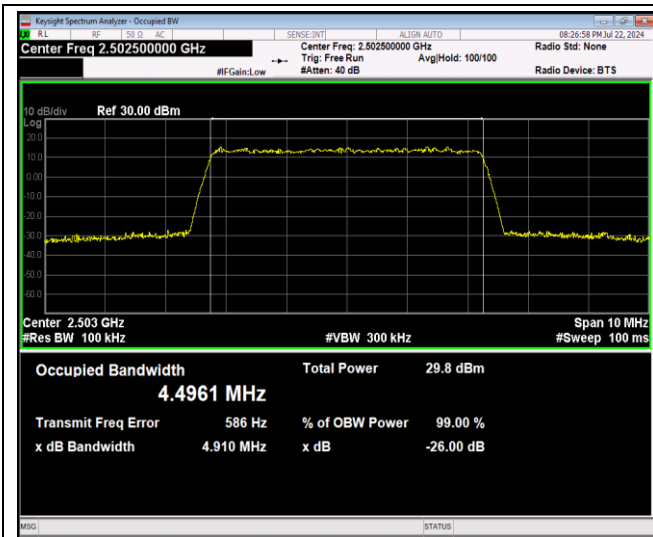 Keysight Spectrum Analyzer - Occupied BW
RL RF 50 Ω AC SENSE:INT ALIGN AUTO 08:26:58 PM Jul 22, 2024
Center Freq 2.502500000 GHz Center Freq: 2.502500000 GHz Radio Std: None
Trig: Free Run Avg|Hold: 100/100
#IFGain:Low #Atten: 40 dB Radio Device: BTS
10 dB/div Ref 30.00 dBm
Log
20.0
10.0
0.00
-10.0
-20.0
-30.0
-40.0
-50.0
-60.0
Center 2.503 GHz Span 10 MHz
#Res BW 100 kHz #VBW 300 kHz #Sweep 100 ms
Occupied Bandwidth Total Power 29.8 dBm
4.4961 MHz
Transmit Freq Error 586 Hz % of OBW Power 99.00 %
x dB Bandwidth 4.910 MHz x dB -26.00 dB
MSG STATUS